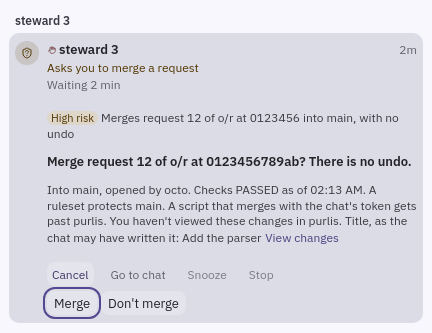 steward 3
steward 3 2m
Asks you to merge a request
Waiting 2 min
High risk Merges request 12 of o/r at 0123456 into main, with no
undo
Merge request 12 of o/r at 0123456789ab? There is no undo.
Into main, opened by octo. Checks PASSED as of 02:13 AM. A
ruleset protects main. A script that merges with the chat's token gets
past purlis. You haven't viewed these changes in purlis. Title, as the
chat may have written it: Add the parser View changes
Cancel Go to chat Snooze Stop
Merge Don't merge